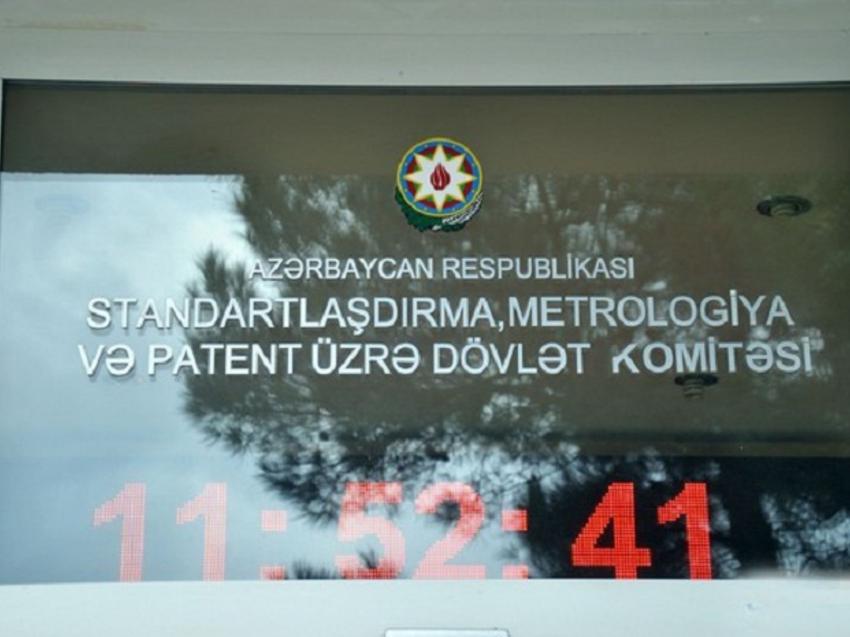 AZƏRBAYCAN RESPUBLİKASI
STANDARTLAŞDIRMA, METROLOGİYA
VƏ PATENT ÜZRƏ DÖVLƏT KOMİTƏSİ
11:52:41